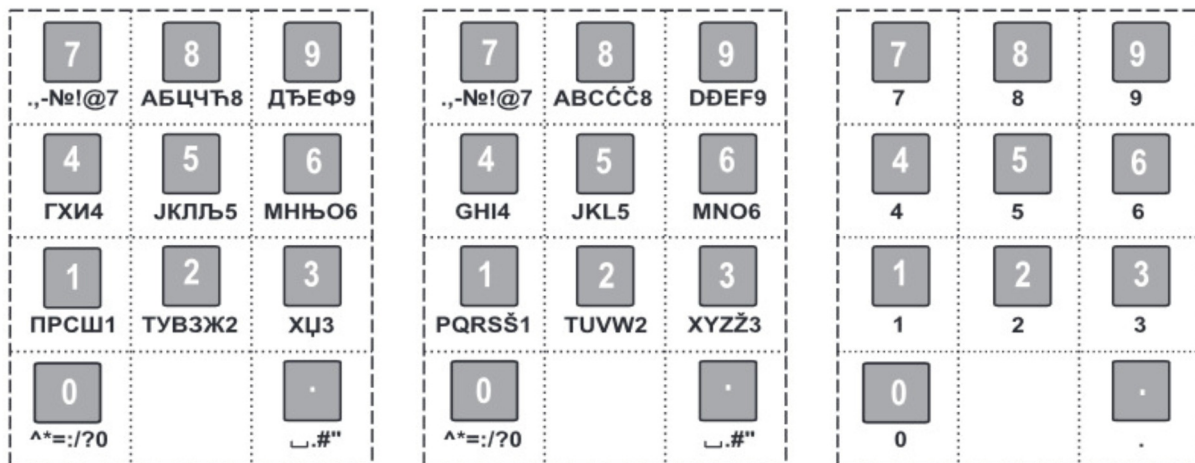 7 8 9 7 8 9 7 8 9
.,-№!@7 АБЦЧЋ8 ДЂЕФ9 .,-№!@7 ABCĆČ8 DĐEF9 7 8 9
4 5 6 4 5 6 4 5 6
ГХИ4 ЈКЛЉ5 МНЊО6 GHI4 JKL5 MNO6 4 5 6
1 2 3 1 2 3 1 2 3
ПРСШ1 ТУВЗЖ2 ХЏ3 PQRSŠ1 TUVW2 XYZŽ3 1 2 3
0 . 0 . 0 .
^*=:/?0 ⎵.#" ^*=:/?0 ⎵.#" 0 .